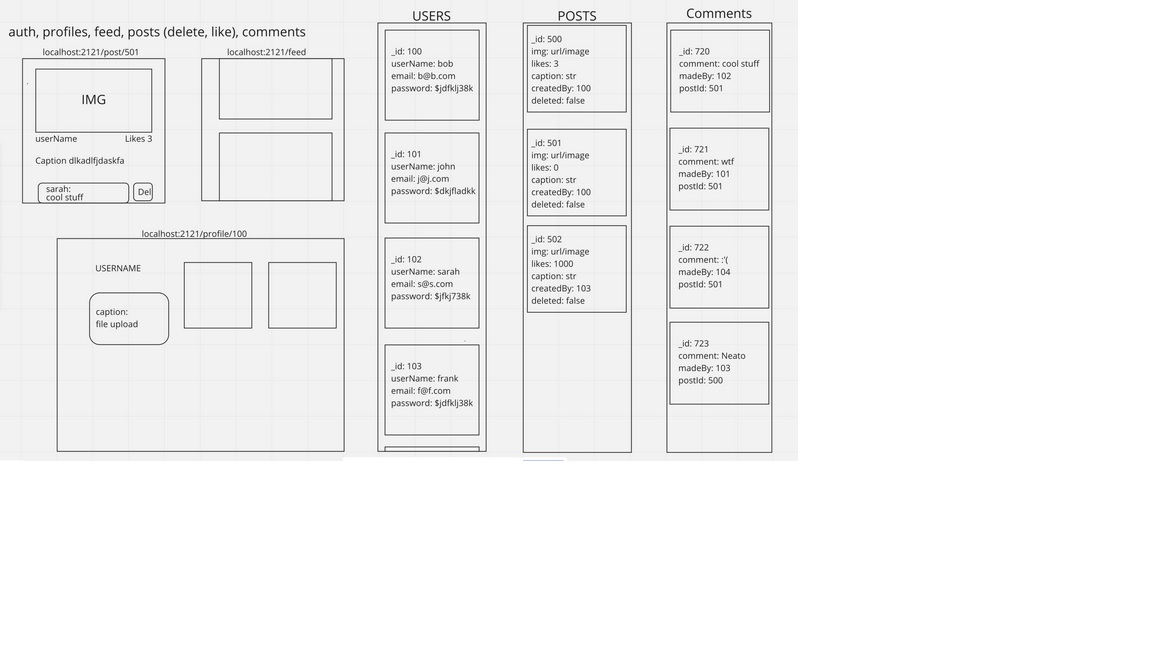 auth, profiles, feed, posts (delete, like), comments
localhost:2121/post/501
IMG
userName
Likes 3
Caption dlkadlfjdaskfa
sarah:
cool stuff
Del
localhost:2121/feed
localhost:2121/profile/100
USERNAME
caption:
file upload
USERS
_id: 100
userName: bob
email: b@b.com
password: $jdfklj38k
_id: 101
userName: john
email: j@j.com
password: $dkjfladkk
_id: 102
userName: sarah
email: s@s.com
password: $jfkj738k
_id: 103
userName: frank
email: f@f.com
password: $jdfklj38k
POSTS
_id: 500
img: url/image
likes: 3
caption: str
createdBy: 100
deleted: false
_id: 501
img: url/image
likes: 0
caption: str
createdBy: 100
deleted: false
_id: 502
img: url/image
likes: 1000
caption: str
createdBy: 103
deleted: false
Comments
_id: 720
comment: cool stuff
madeBy: 102
postId: 501
_id: 721
comment: wtf
madeBy: 101
postId: 501
_id: 722
comment: :'(
madeBy: 104
postId: 501
_id: 723
comment: Neato
madeBy: 103
postId: 500